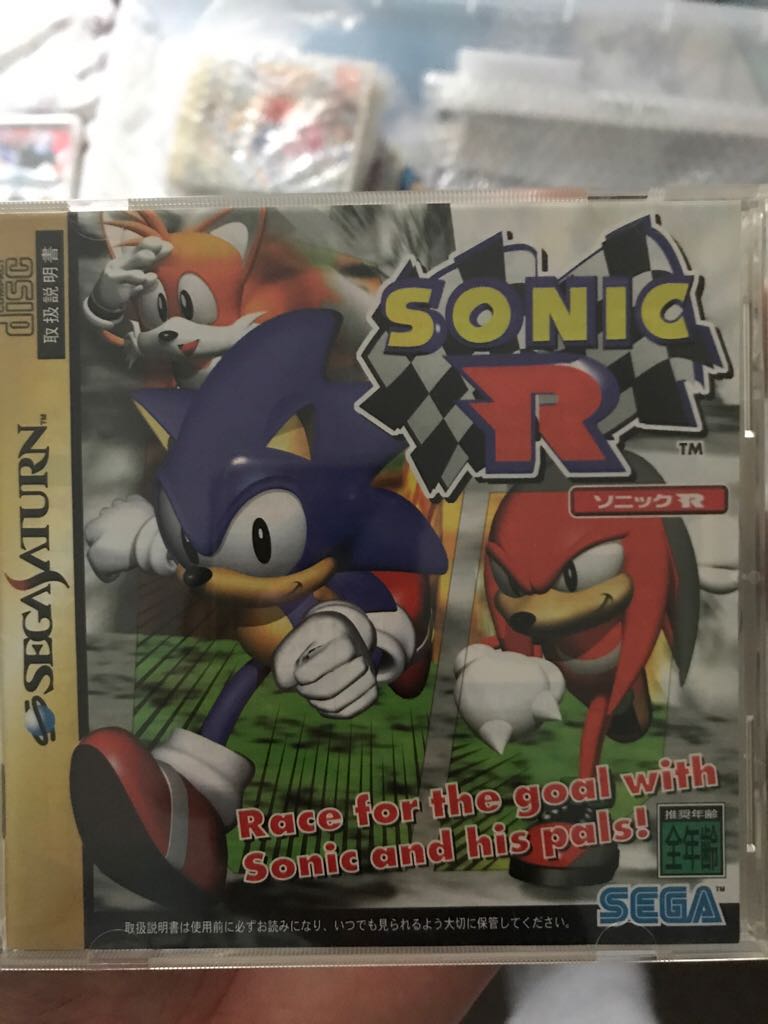 disc
取扱説明書
SEGA SATURN™
SONIC
R
TM
ソニックR
Race for the goal with
Sonic and his pals!
推奨年齢
全年齢
SEGA™
取扱説明書は使用前に必ずお読みになり、いつでも見られるよう大切に保管してください。